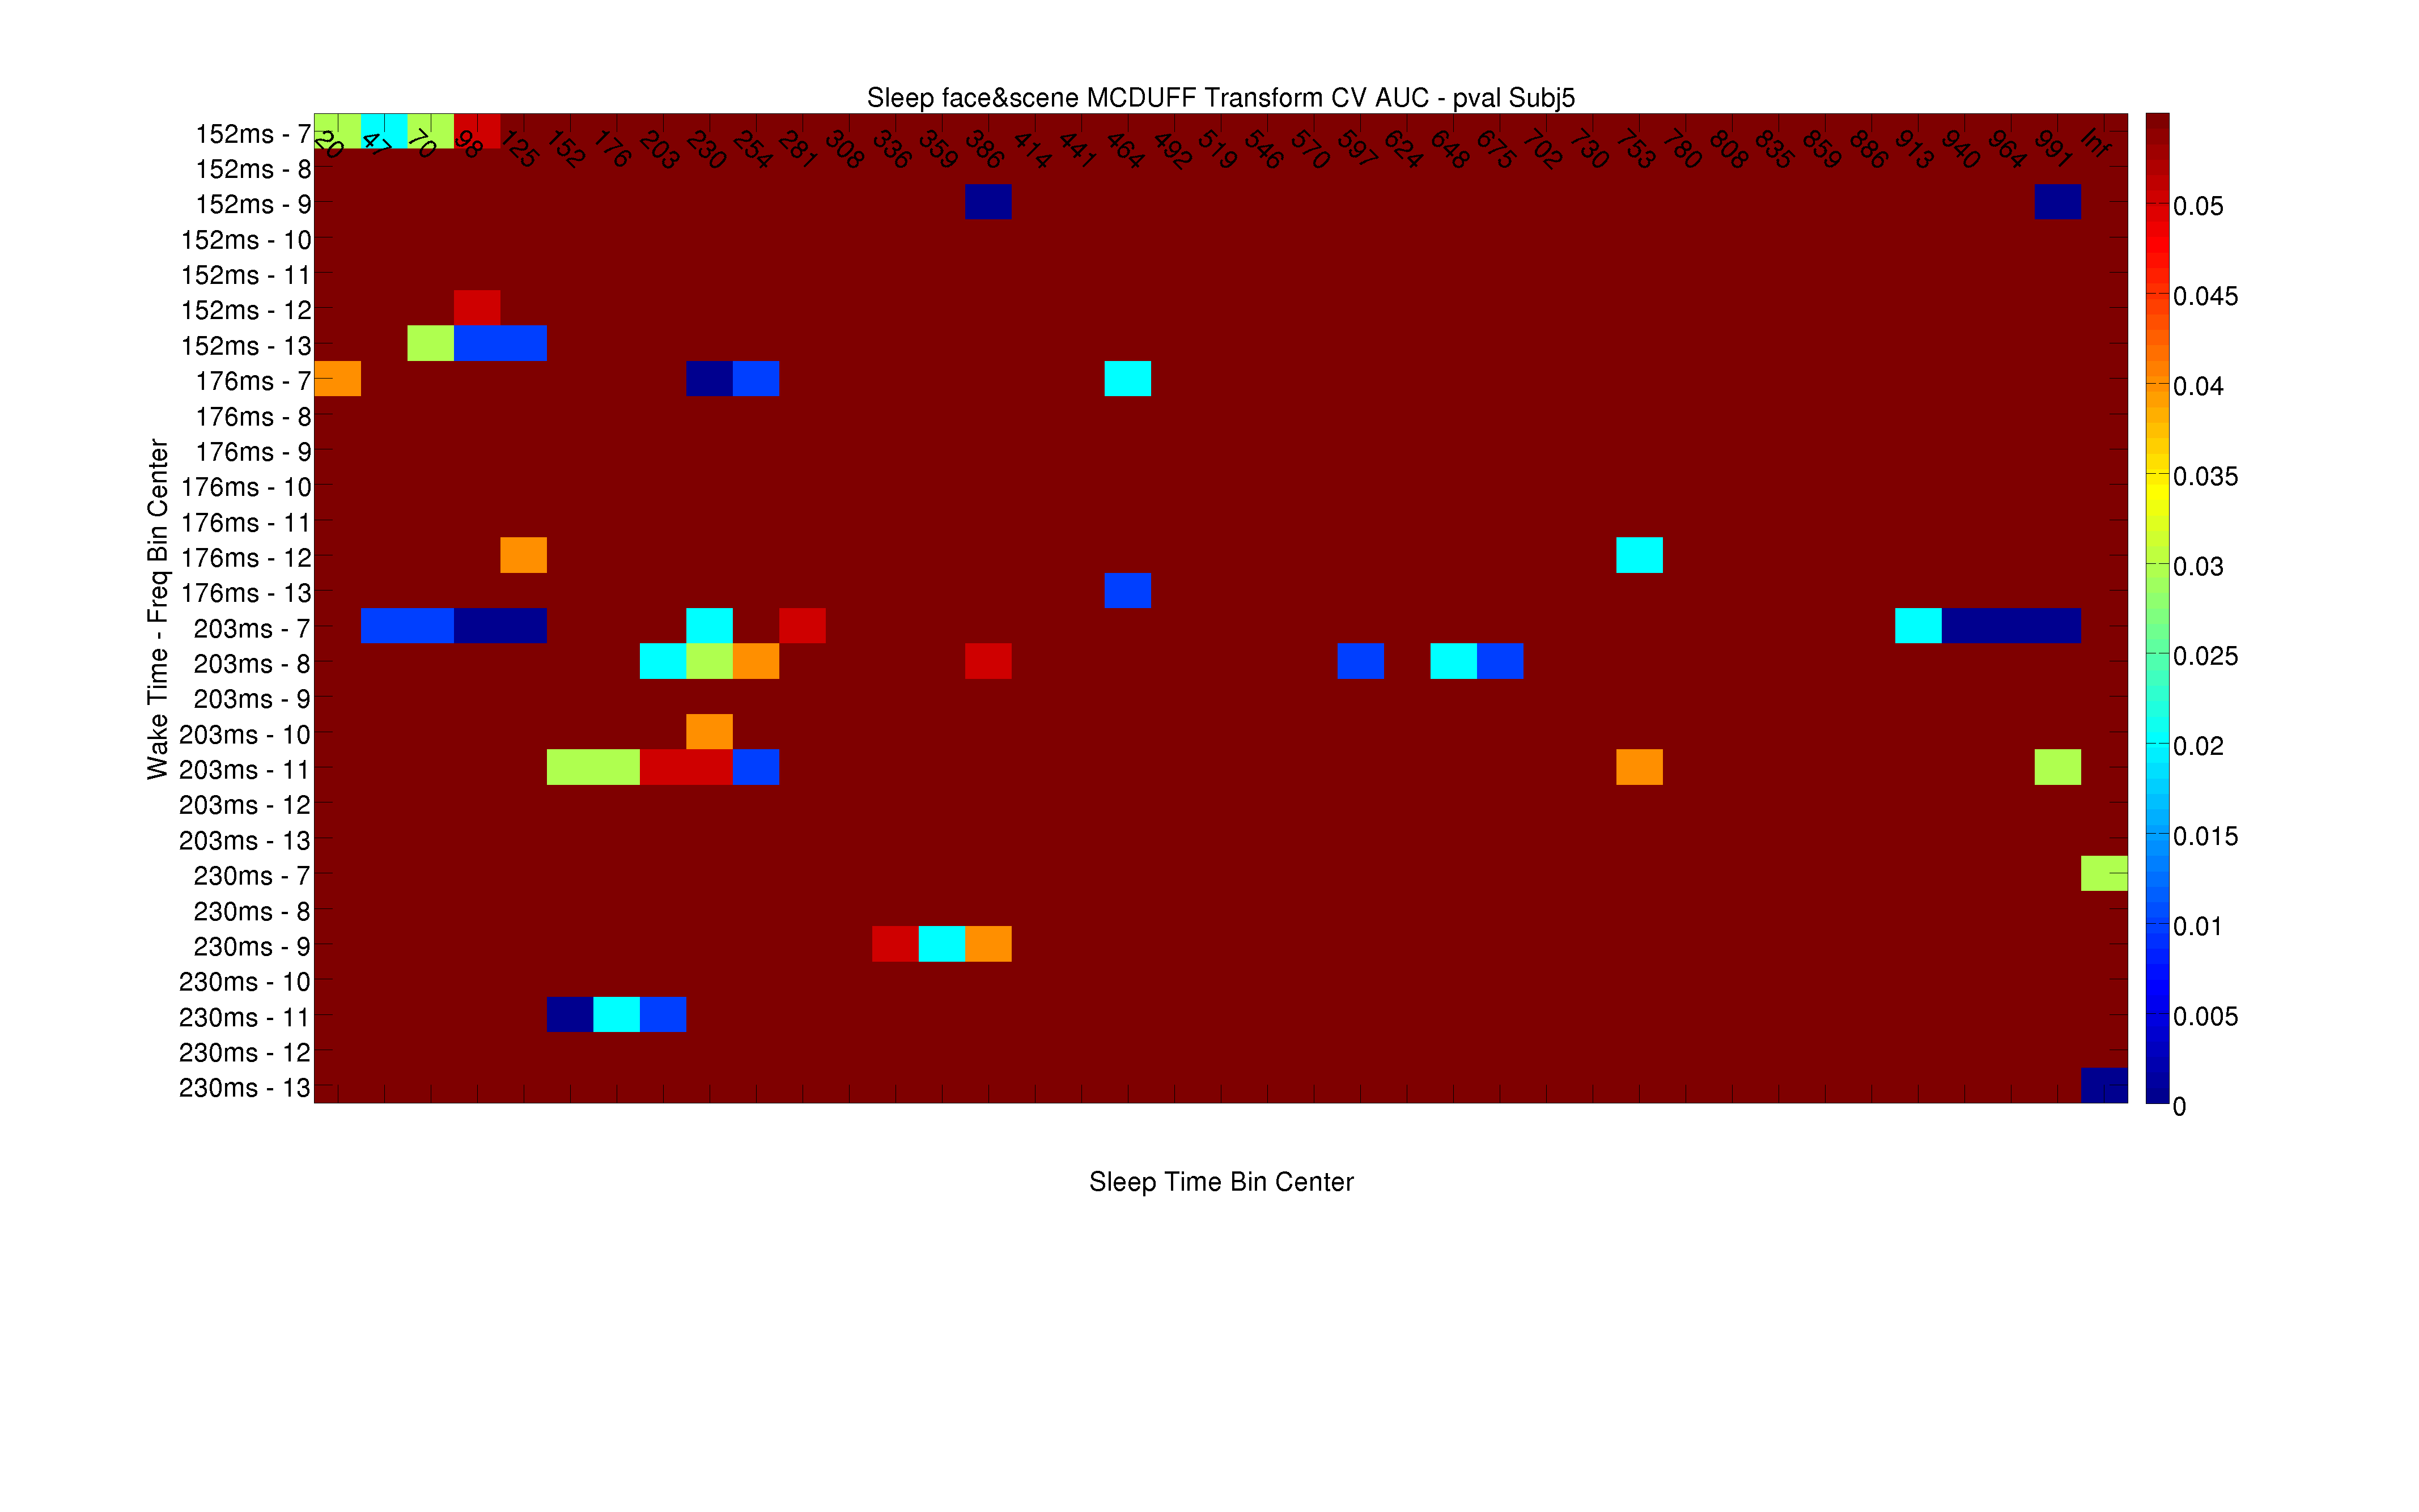 Sleep face&scene MCDUFF Transform CV AUC - pval Subj5
152ms - 7
152ms - 8
152ms - 9
152ms - 10
152ms - 11
152ms - 12
152ms - 13
176ms - 7
176ms - 8
176ms - 9
176ms - 10
176ms - 11
176ms - 12
176ms - 13
203ms - 7
203ms - 8
203ms - 9
203ms - 10
203ms - 11
203ms - 12
203ms - 13
230ms - 7
230ms - 8
230ms - 9
230ms - 10
230ms - 11
230ms - 12
230ms - 13
Wake Time - Freq Bin Center
20 47 70 98 125 152 176 203 230 254 281 308 336 359 386 414 441 464 492 519 546 570 597 624 648 675 702 730 753 780 808 835 859 886 913 940 964 991 Inf
0.05
0.045
0.04
0.035
0.03
0.025
0.02
0.015
0.01
0.005
0
Sleep Time Bin Center